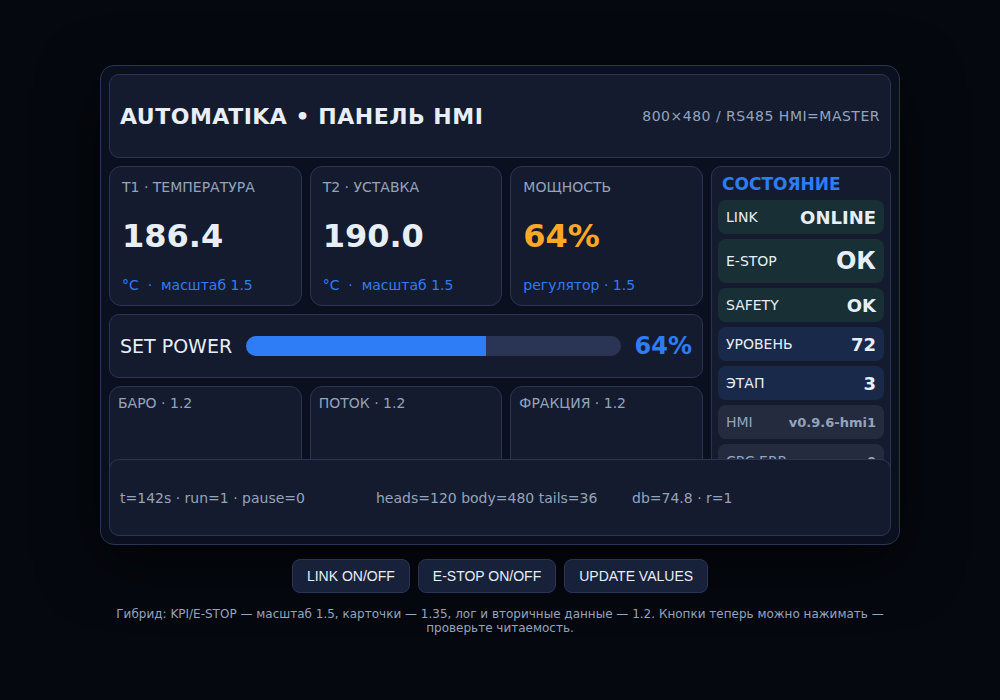 AUTOMATIKA • ПАНЕЛЬ HMI
800×480 / RS485 HMI=MASTER
T1 · ТЕМПЕРАТУРА
186.4
°C · масштаб 1.5
T2 · УСТАВКА
190.0
°C · масштаб 1.5
МОЩНОСТЬ
64%
регулятор · 1.5
SET POWER
64%
БАРО · 1.2
ПОТОК · 1.2
ФРАКЦИЯ · 1.2
СОСТОЯНИЕ
LINK ONLINE
E-STOP ОК
SAFETY OK
УРОВЕНЬ 72
ЭТАП 3
HMI v0.9.6-hmi1
t=142s · run=1 · pause=0
heads=120 body=480 tails=36
db=74.8 · r=1
LINK ON/OFF
E-STOP ON/OFF
UPDATE VALUES
Гибрид: KPI/E-STOP — масштаб 1.5, карточки — 1.35, лог и вторичные данные — 1.2. Кнопки теперь можно нажимать —
проверьте читаемость.